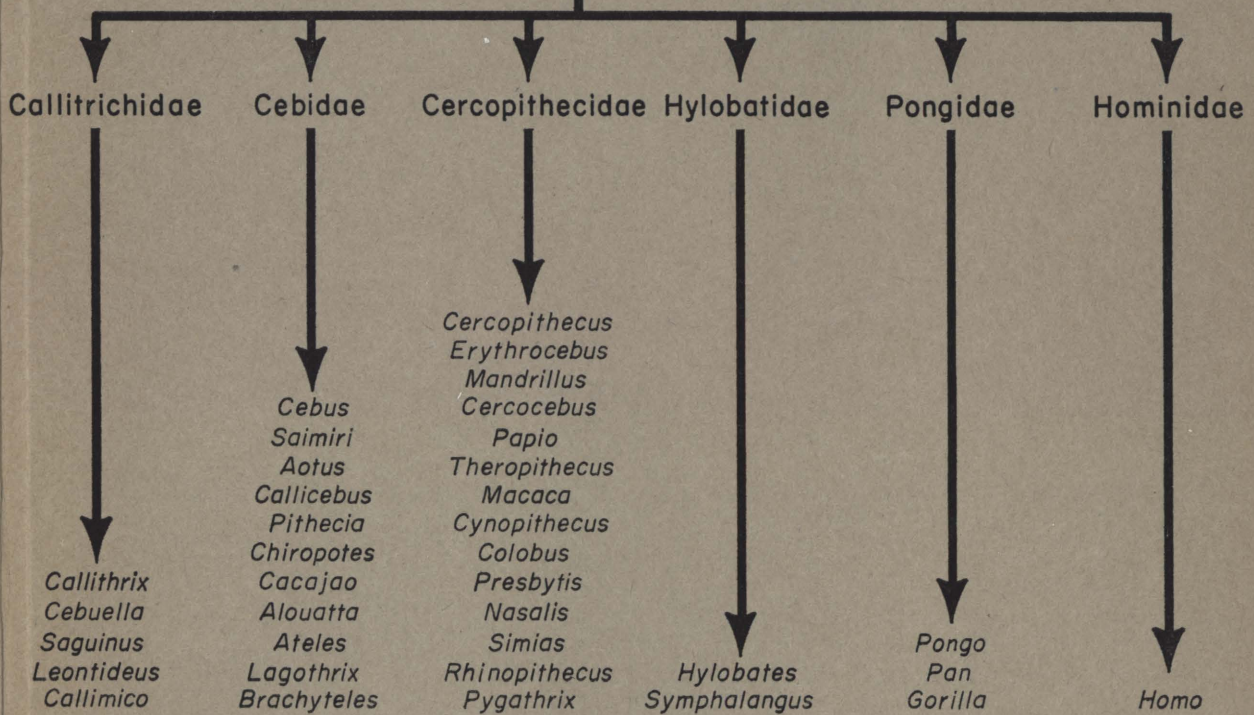 Callitrichidae Cebidae Cercopithecidae Hylobatidae Pongidae Hominidae
Callithrix
Cebuella
Saguinus
Leontideus
Callimico
Cebus
Saimiri
Aotus
Callicebus
Pithecia
Chiropotes
Cacajao
Alouatta
Ateles
Lagothrix
Brachyteles
Cercopithecus
Erythrocebus
Mandrillus
Cercocebus
Papio
Theropithecus
Macaca
Cynopithecus
Colobus
Presbytis
Nasalis
Simias
Rhinopithecus
Pygathrix
Hylobates
Symphalangus
Pongo
Pan
Gorilla
Homo